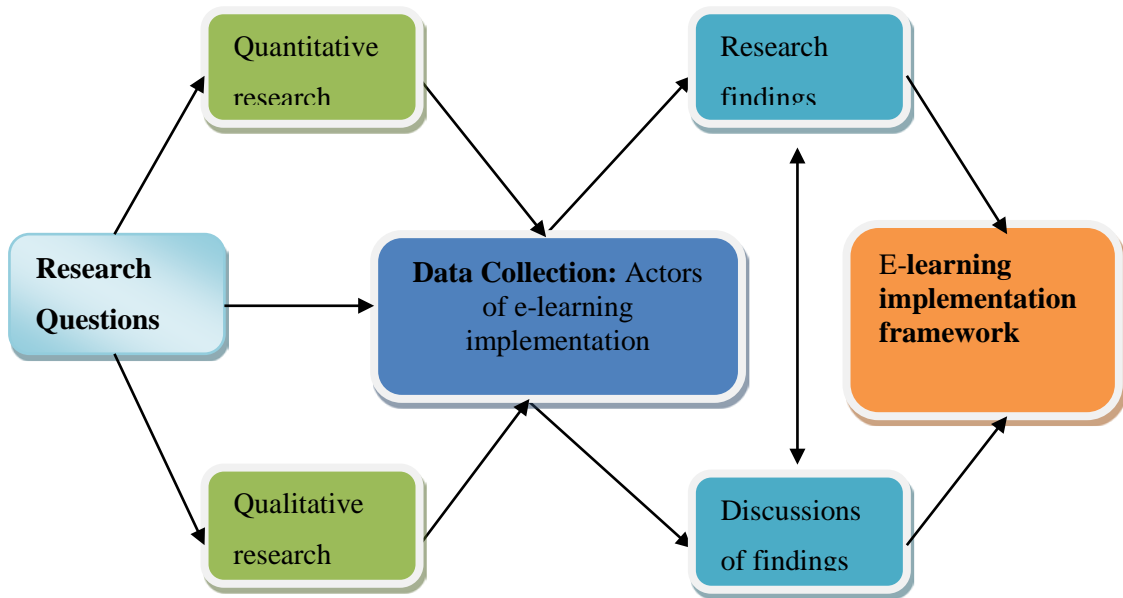 Quantitative
research
Research
findings
Research
Questions
Data Collection: Actors
of e-learning
implementation
E-learning
implementation
framework
Qualitative
research
Discussions
of findings